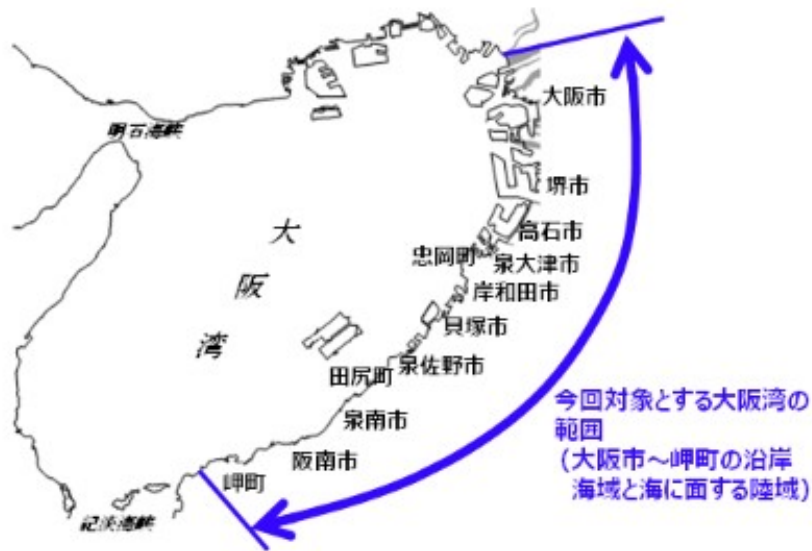 大阪市
明石海峡
堺市
大阪湾
高石市
忠岡町
泉大津市
岸和田市
貝塚市
泉佐野市
田尻町
泉南市
阪南市
岬町
紀淡海峡
今回対象とする大阪湾の
範囲
（大阪市～岬町の沿岸
海域と海に面する陸域）